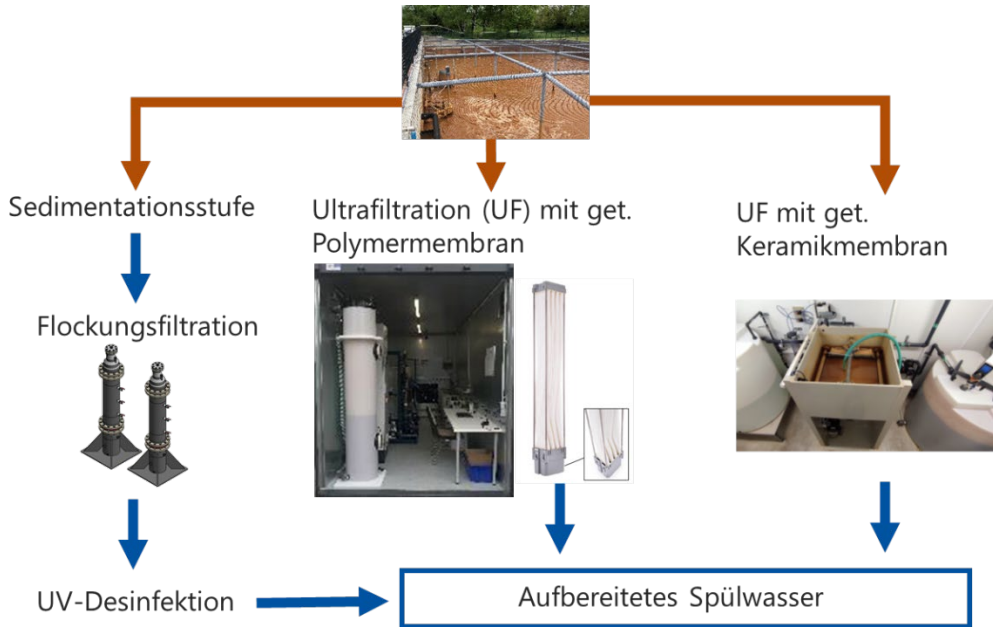 Sedimentationsstufe
Flockungsfiltration
UV-Desinfektion
Ultrafiltration (UF) mit get.
Polymermembran
UF mit get.
Keramikmembran
Aufbereitetes Spülwasser